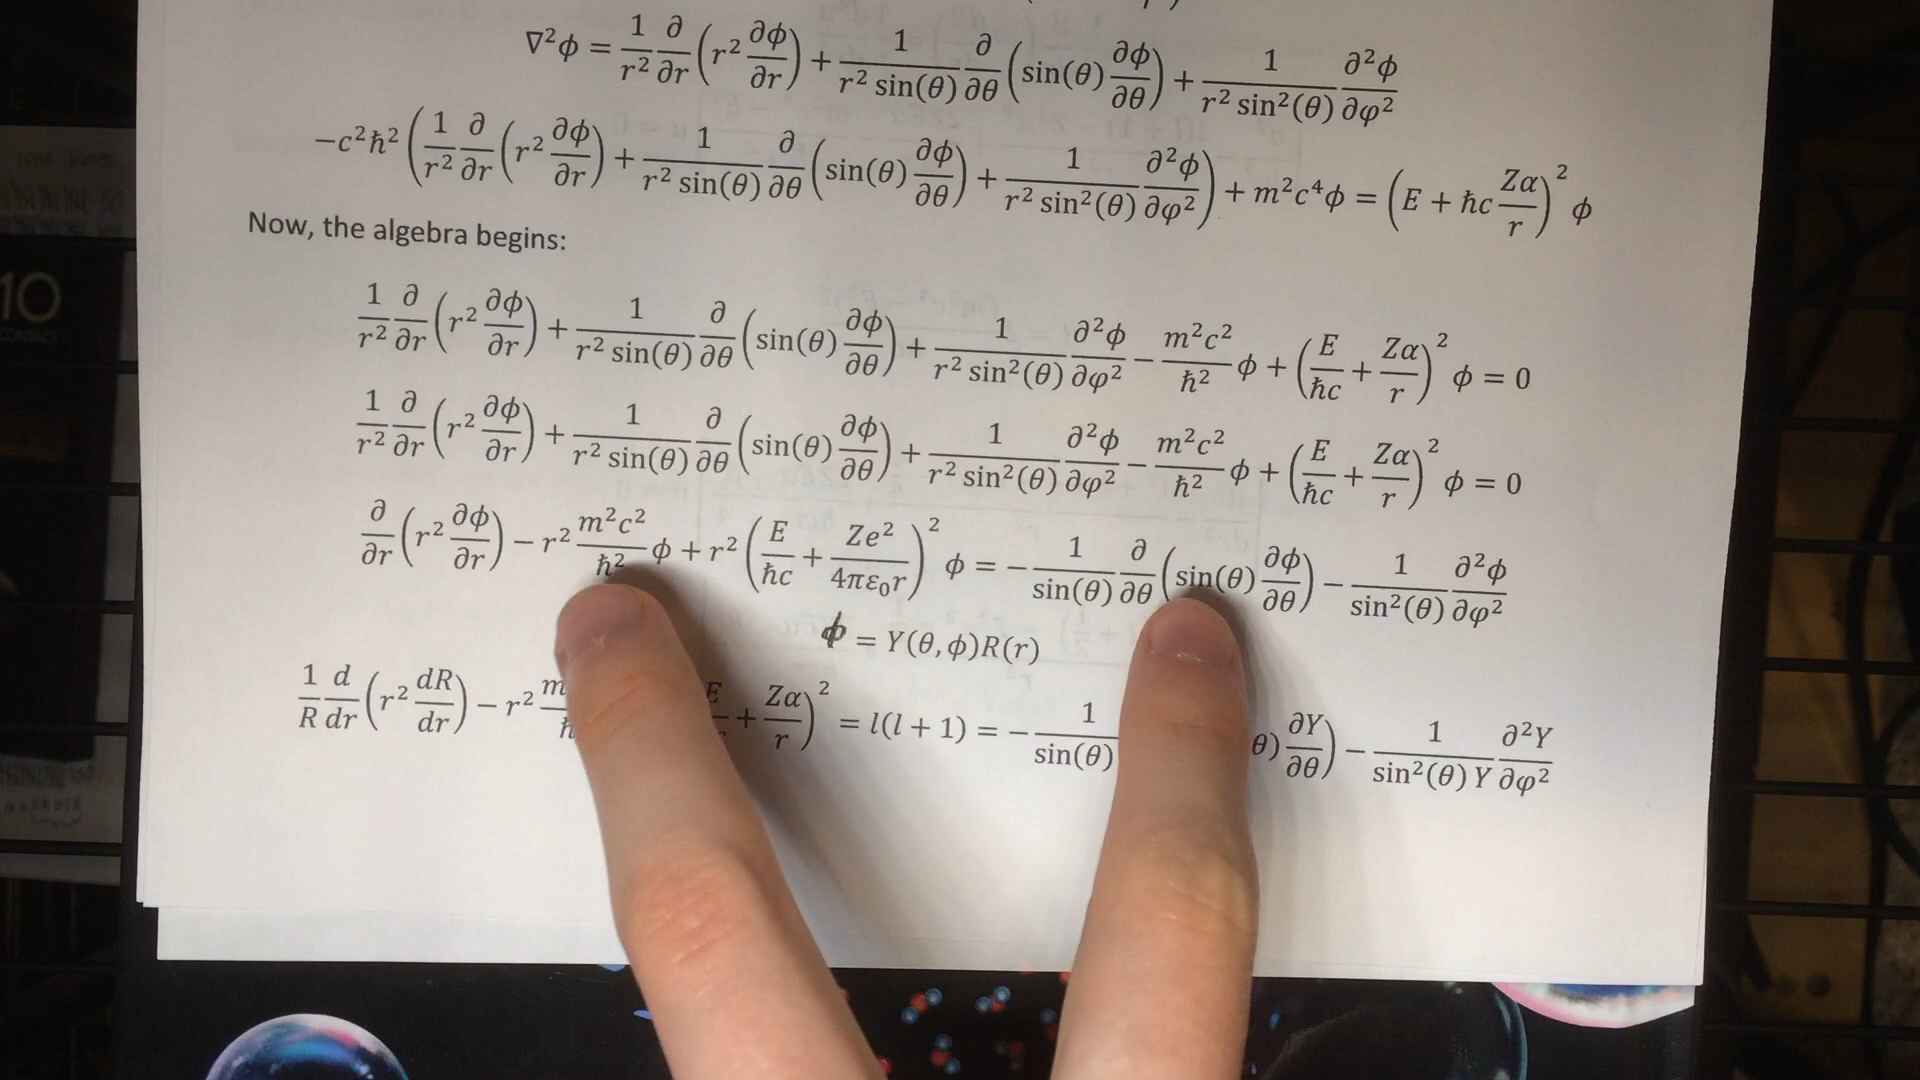 ∇²ϕ = 1/r² ∂/∂r (r² ∂ϕ/∂r) + 1/(r² sin(θ)) ∂/∂θ (sin(θ) ∂ϕ/∂θ) + 1/(r² sin²(θ)) ∂²ϕ/∂φ²
−c²ħ² (1/r² ∂/∂r (r² ∂ϕ/∂r) + 1/(r² sin(θ)) ∂/∂θ (sin(θ) ∂ϕ/∂θ) + 1/(r² sin²(θ)) ∂²ϕ/∂φ²) + m²c⁴ϕ = (E + ħc Zα/r)² ϕ
Now, the algebra begins:
1/r² ∂/∂r (r² ∂ϕ/∂r) + 1/(r² sin(θ)) ∂/∂θ (sin(θ) ∂ϕ/∂θ) + 1/(r² sin²(θ)) ∂²ϕ/∂φ² − m²c²/ħ² ϕ + (E/ħc + Zα/r)² ϕ = 0
1/r² ∂/∂r (r² ∂ϕ/∂r) + 1/(r² sin(θ)) ∂/∂θ (sin(θ) ∂ϕ/∂θ) + 1/(r² sin²(θ)) ∂²ϕ/∂φ² − m²c²/ħ² ϕ + (E/ħc + Zα/r)² ϕ = 0
∂/∂r (r² ∂ϕ/∂r) − r² m²c²/ħ² ϕ + r² (E/ħc + Ze²/4πε₀r)² ϕ = − 1/sin(θ) ∂/∂θ (sin(θ) ∂ϕ/∂θ) − 1/sin²(θ) ∂²ϕ/∂φ²
ϕ = Y(θ,ϕ)R(r)
1/R d/dr (r² dR/dr) − r² m/ħ E + Zα/r)² = l(l + 1) = − 1/sin(θ) θ) ∂Y/∂θ) − 1/(sin²(θ) Y) ∂²Y/∂φ²
10